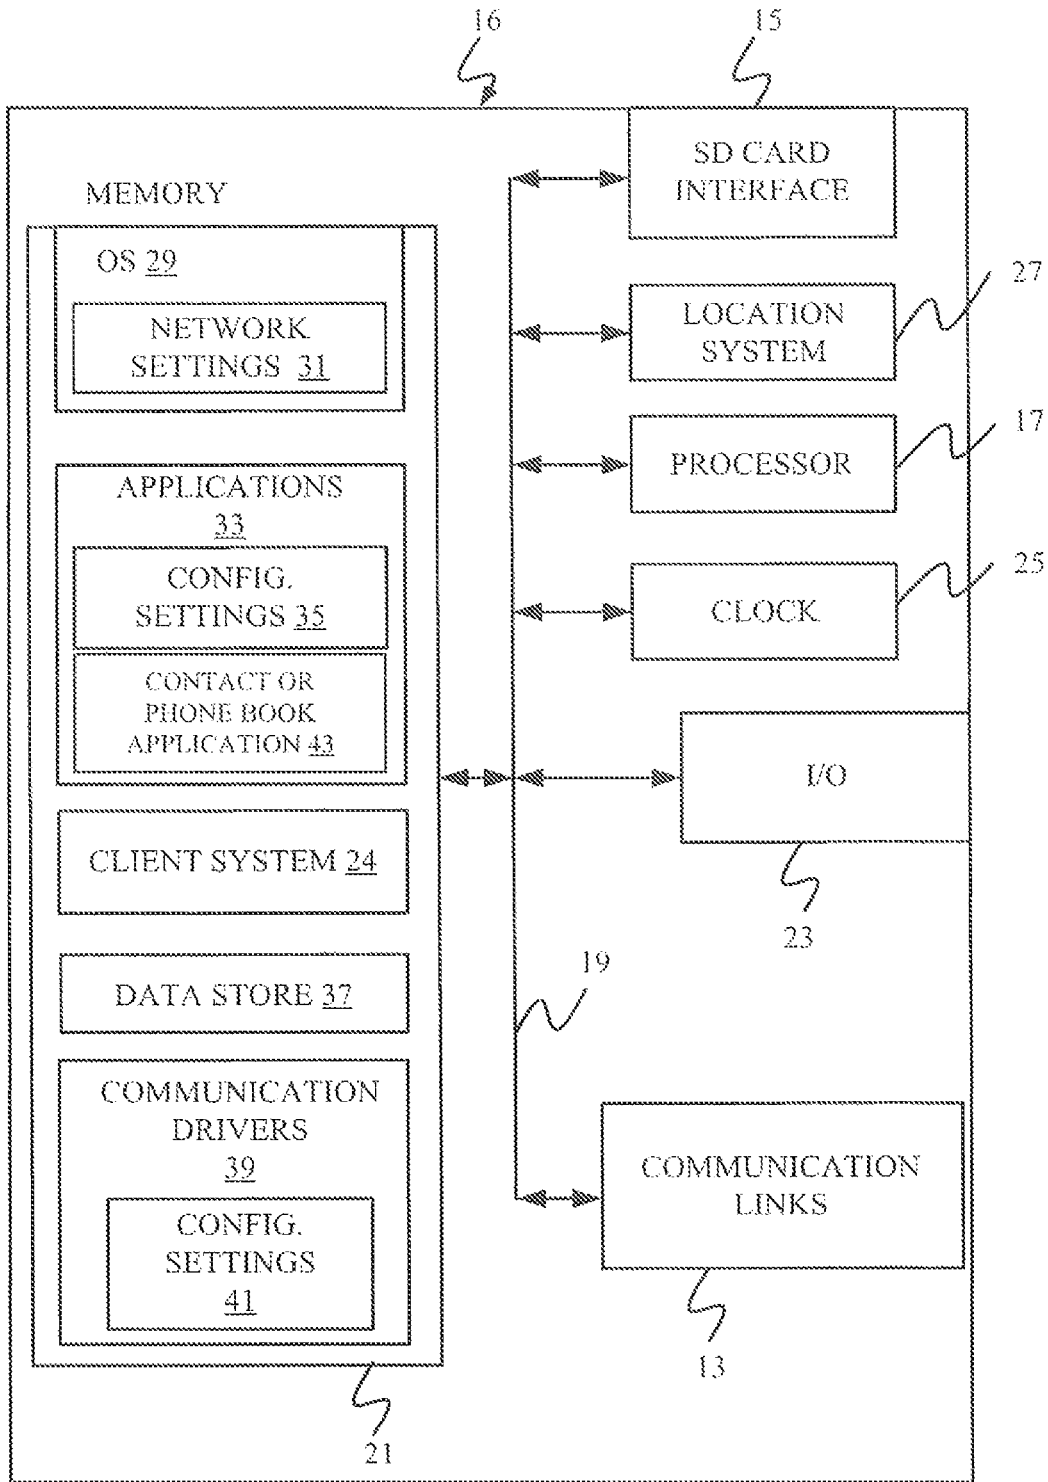 16
15
SD CARD
INTERFACE
MEMORY
OS 29
NETWORK
SETTINGS 31
27
LOCATION
SYSTEM
17
PROCESSOR
APPLICATIONS
33
CONFIG.
SETTINGS 35
CONTACT OR
PHONE BOOK
APPLICATION 43
25
CLOCK
I/O
23
CLIENT SYSTEM 24
DATA STORE 37
19
COMMUNICATION
DRIVERS
39
CONFIG.
SETTINGS
41
COMMUNICATION
LINKS
13
21